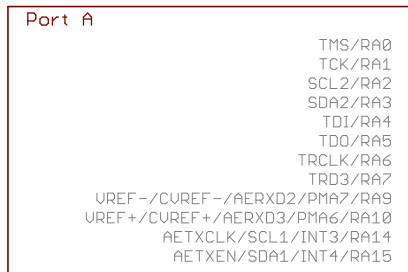 Port A
TMS/RA0
TCK/RA1
SCL2/RA2
SDA2/RA3
TDI/RA4
TDO/RA5
TRCLK/RA6
TRD3/RA7
VREF-/CVREF-/AERXD2/PMA7/RA9
VREF+/CVREF+/AERXD3/PMA6/RA10
AETXCLK/SCL1/INT3/RA14
AETXEN/SDA1/INT4/RA15